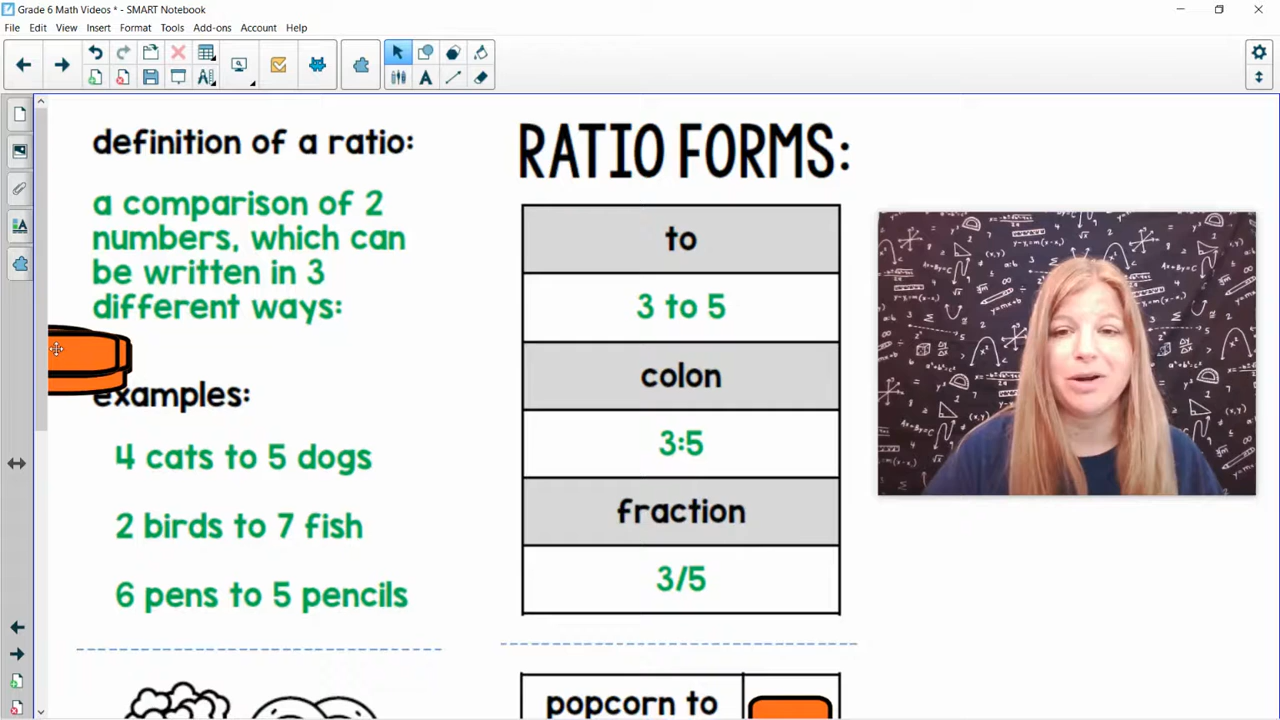 Grade 6 Math Videos * - SMART Notebook
File Edit View Insert Format Tools Add-ons Account Help
definition of a ratio:
a comparison of 2
numbers, which can
be written in 3
different ways:
examples:
4 cats to 5 dogs
2 birds to 7 fish
6 pens to 5 pencils
RATIO FORMS:
to
3 to 5
colon
3:5
fraction
3/5
popcorn to